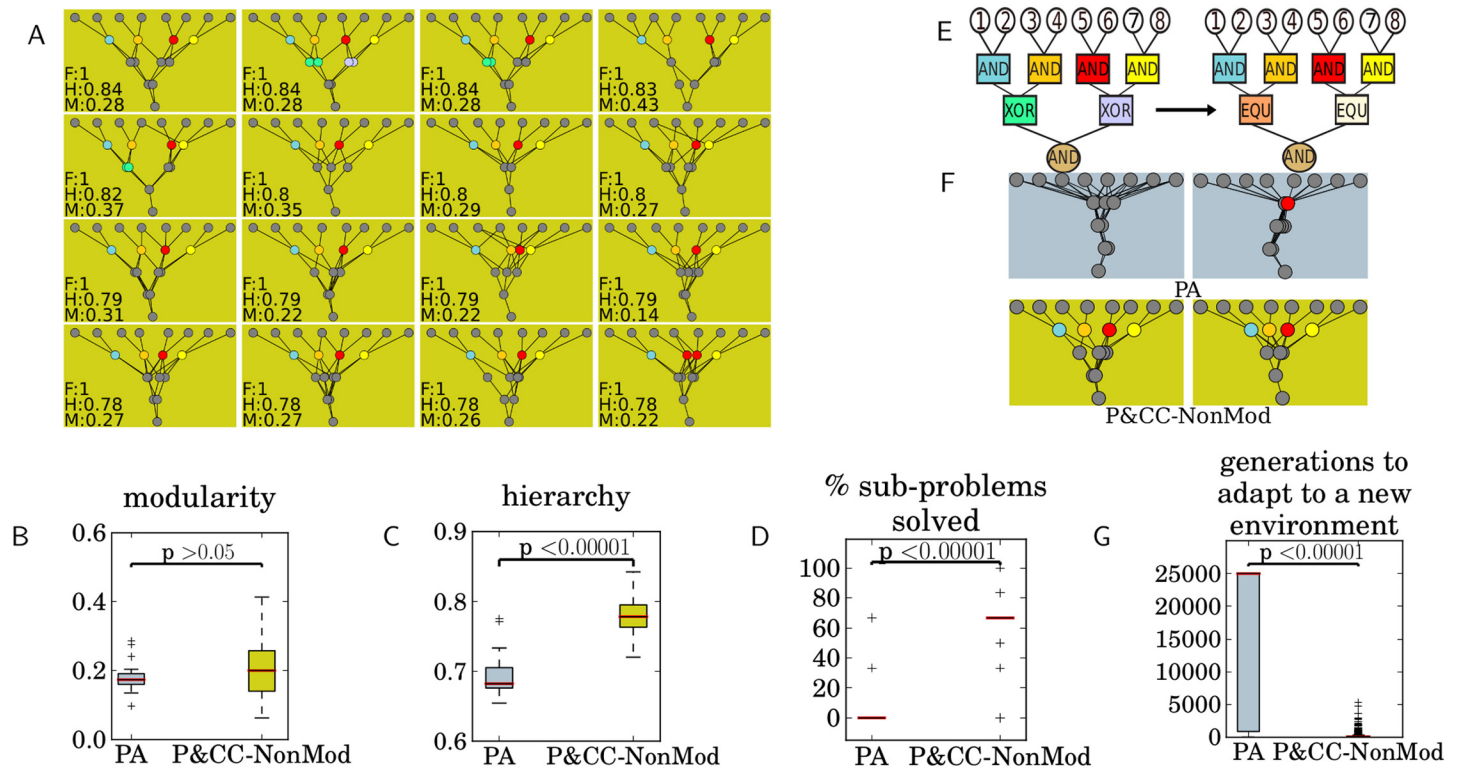 A
F:1
H:0.84
M:0.28
F:1
H:0.84
M:0.28
F:1
H:0.84
M:0.28
F:1
H:0.83
M:0.43
F:1
H:0.82
M:0.37
F:1
H:0.8
M:0.35
F:1
H:0.8
M:0.29
F:1
H:0.8
M:0.27
F:1
H:0.79
M:0.31
F:1
H:0.79
M:0.22
F:1
H:0.79
M:0.22
F:1
H:0.79
M:0.14
F:1
H:0.78
M:0.27
F:1
H:0.78
M:0.27
F:1
H:0.78
M:0.26
F:1
H:0.78
M:0.22
E
1 2 3 4 5 6 7 8
AND AND AND AND
XOR XOR
AND
1 2 3 4 5 6 7 8
AND AND AND AND
EQU EQU
AND
F
PA
P&CC-NonMod
B
modularity
p >0.05
0.6
0.4
0.2
0.0
PA P&CC-NonMod
C
hierarchy
p <0.00001
0.9
0.8
0.7
0.6
PA P&CC-NonMod
D
% sub-problems
solved
p <0.00001
100
80
60
40
20
0
PA P&CC-NonMod
G
generations to
adapt to a new
environment
p <0.00001
25000
20000
15000
10000
5000
0
PA P&CC-NonMod